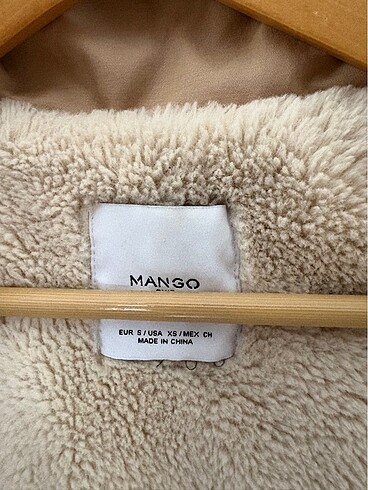 MANGO
EUR S / USA XS / MEX CH
MADE IN CHINA